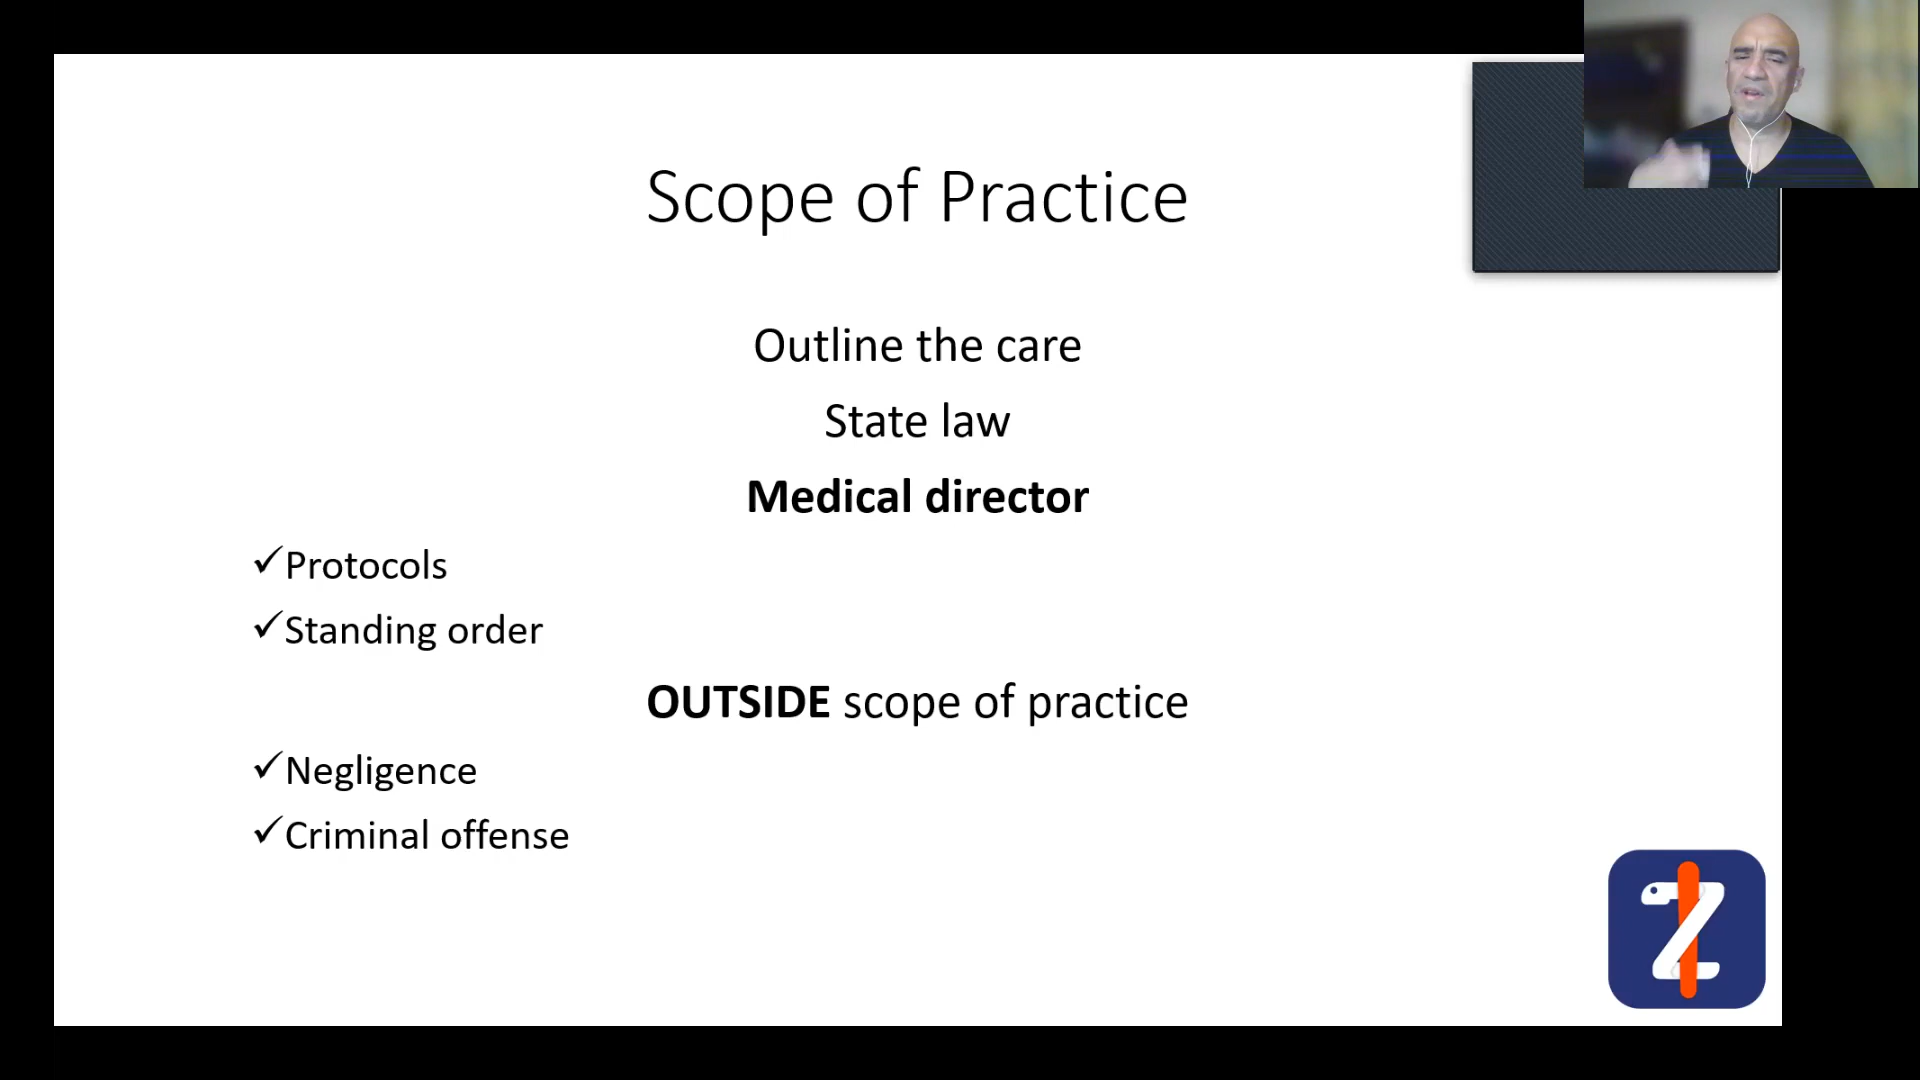 Scope of Practice
Outline the care
State law
Medical director
✓Protocols
✓Standing order
OUTSIDE scope of practice
✓Negligence
✓Criminal offense